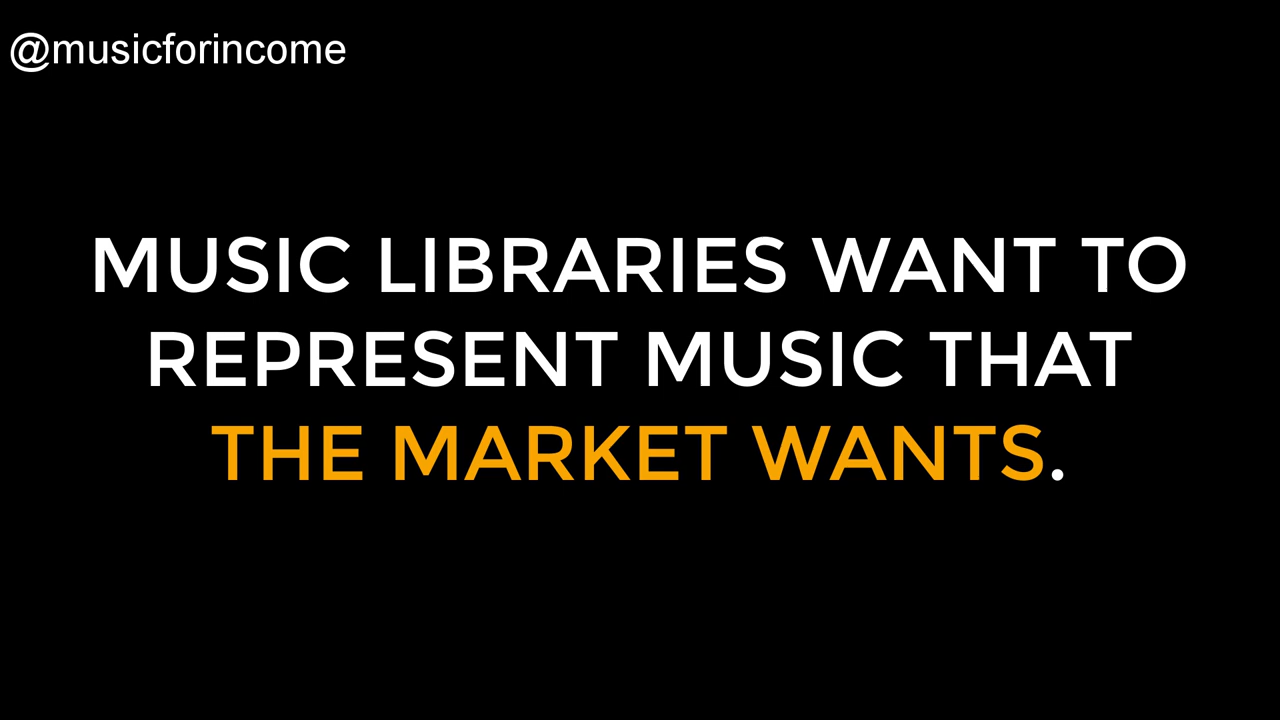 @musicforincome
MUSIC LIBRARIES WANT TO
REPRESENT MUSIC THAT
THE MARKET WANTS.